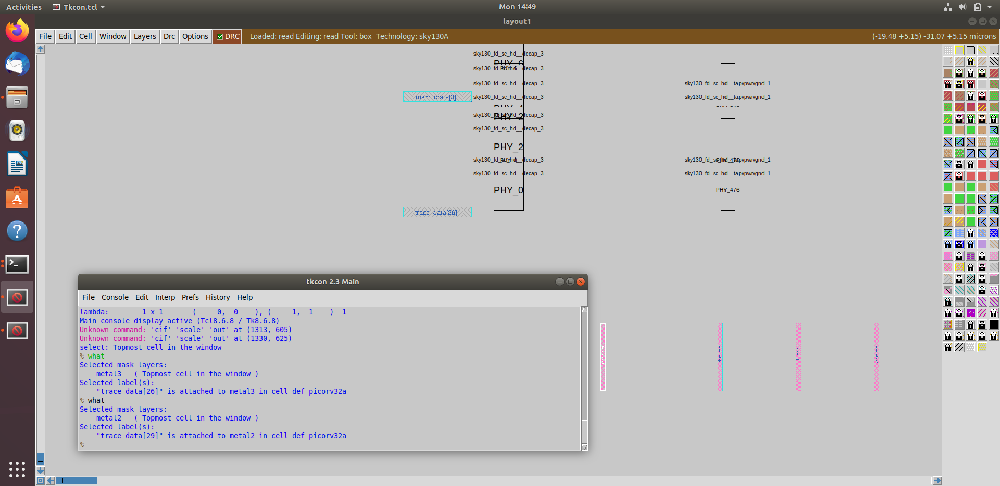 Activities Tkcon.tcl Mon 14:49
layout1
File Edit Cell Window Layers Drc Options DRC Loaded: read Editing: read Tool: box Technology: sky130A (-19.48 +5.15) -31.07 +5.15 microns
sky130_fd_sc_hd__decap_3
PHY_6
sky130_fd_sc_hd__decap_3
PHY_6
sky130_fd_sc_hd__decap_3 sky130_fd_sc_hd__tapvpwrvgnd_1
mem_rdata[3] sky130_fd_sc_hd__decap_3 sky130_fd_sc_hd__tapvpwrvgnd_1
PHY_4
sky130_fd_sc_hd__decap_3
PHY_2
sky130_fd_sc_hd__decap_3
PHY_2
sky130_fd_sc_hd__decap_3 sky130_fd_sc_hd__tapvpwrvgnd_1
PHY_0 PHY_476
sky130_fd_sc_hd__decap_3 sky130_fd_sc_hd__tapvpwrvgnd_1
PHY_0 PHY_476
trace_data[26]
tkcon 2.3 Main
File Console Edit Interp Prefs History Help
lambda: 1 x 1 ( 0, 0 ), ( 1, 1 ) 1
Main console display active (Tcl8.6.8 / Tk8.6.8)
Unknown command: 'cif' 'scale' 'out' at (1313, 605)
Unknown command: 'cif' 'scale' 'out' at (1330, 625)
select: Topmost cell in the window
% what
Selected mask layers:
metal3 ( Topmost cell in the window )
Selected label(s):
"trace_data[26]" is attached to metal3 in cell def picorv32a
% what
Selected mask layers:
metal2 ( Topmost cell in the window )
Selected label(s):
"trace_data[29]" is attached to metal2 in cell def picorv32a
%